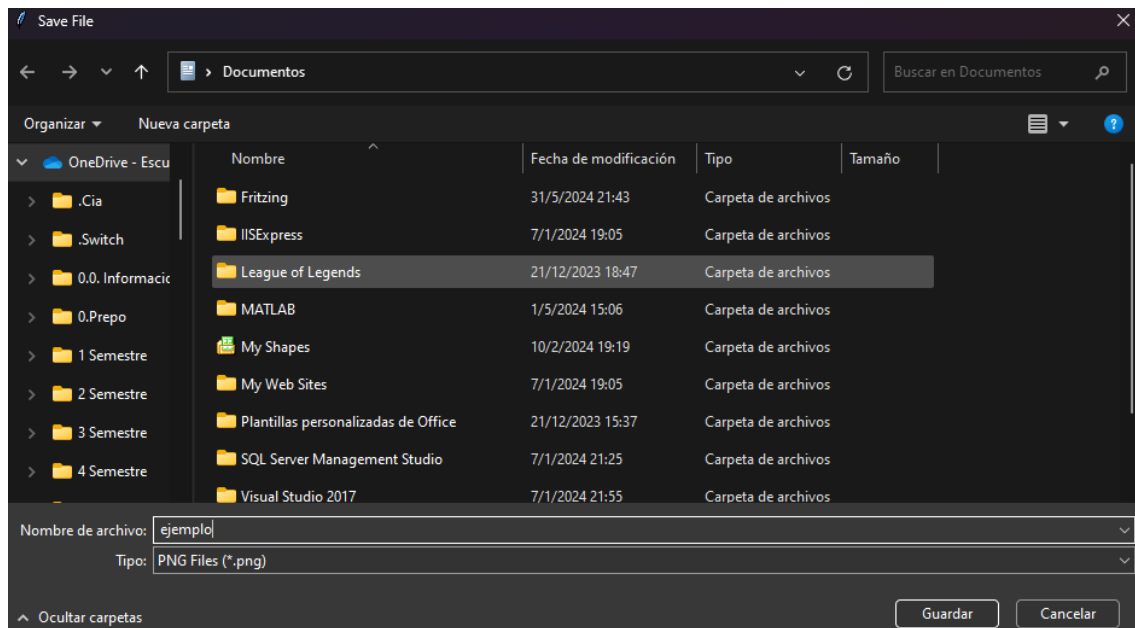 Save File
Documentos
Buscar en Documentos
Organizar
Nueva carpeta
?
OneDrive - Escu
.Cia
.Switch
0.0. Informacic
0.Prepo
1 Semestre
2 Semestre
3 Semestre
4 Semestre
Nombre Fecha de modificación Tipo Tamaño
Fritzing 31/5/2024 21:43 Carpeta de archivos
IISExpress 7/1/2024 19:05 Carpeta de archivos
League of Legends 21/12/2023 18:47 Carpeta de archivos
MATLAB 1/5/2024 15:06 Carpeta de archivos
My Shapes 10/2/2024 19:19 Carpeta de archivos
My Web Sites 7/1/2024 19:05 Carpeta de archivos
Plantillas personalizadas de Office 21/12/2023 15:37 Carpeta de archivos
SQL Server Management Studio 7/1/2024 21:25 Carpeta de archivos
Visual Studio 2017 7/1/2024 21:55 Carpeta de archivos
Nombre de archivo: ejemplo
Tipo: PNG Files (*.png)
Ocultar carpetas
Guardar
Cancelar